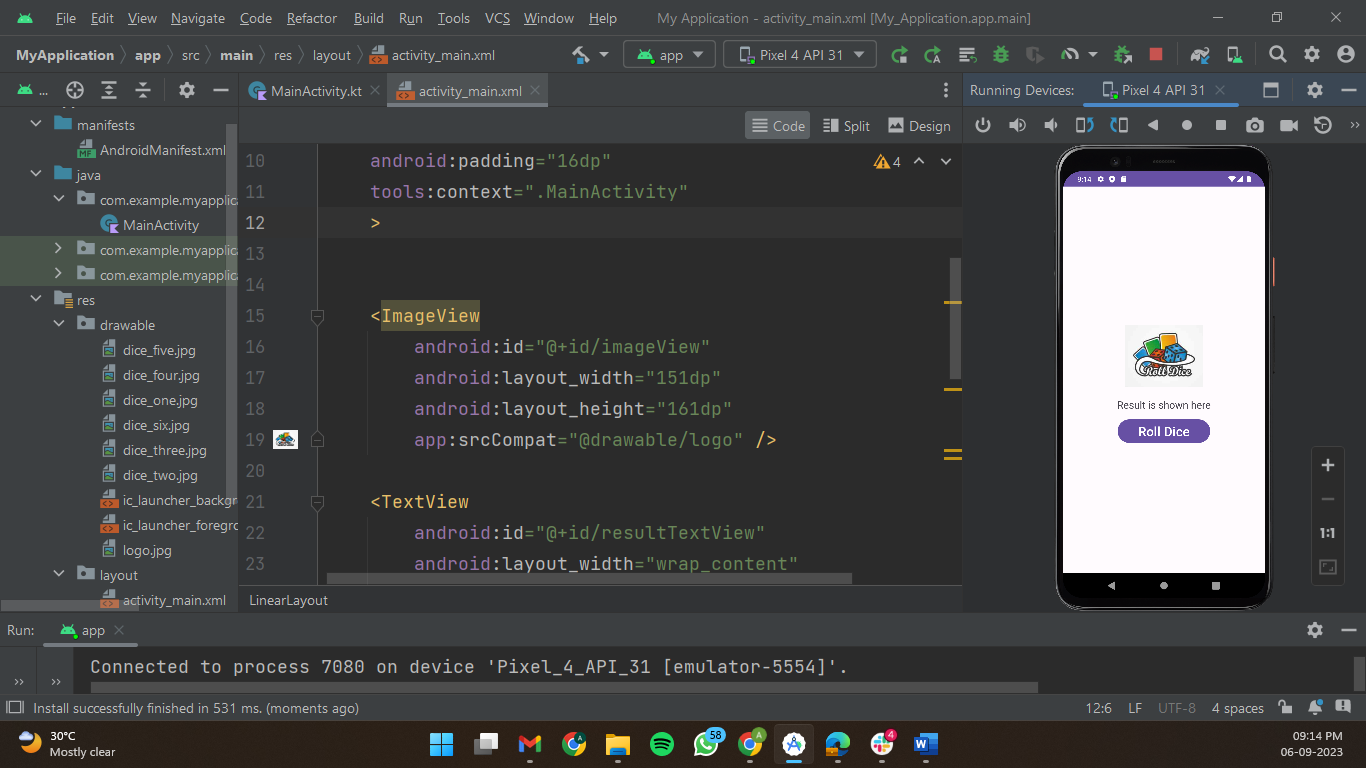 File Edit View Navigate Code Refactor Build Run Tools VCS Window Help My Application - activity_main.xml [My_Application.app.main]
MyApplication app src main res layout activity_main.xml app Pixel 4 API 31
... MainActivity.kt activity_main.xml Running Devices: Pixel 4 API 31
Code Split Design
manifests
AndroidManifest.xml
java
com.example.myapplica
MainActivity
com.example.myapplica
com.example.myapplica
res
drawable
dice_five.jpg
dice_four.jpg
dice_one.jpg
dice_six.jpg
dice_three.jpg
dice_two.jpg
ic_launcher_backgr
ic_launcher_foregro
logo.jpg
layout
activity_main.xml
10 android:padding="16dp" 4
11 tools:context=".MainActivity"
12 >
13
14
15 <ImageView
16 android:id="@+id/imageView"
17 android:layout_width="151dp"
18 android:layout_height="161dp"
19 app:srcCompat="@drawable/logo" />
20
21 <TextView
22 android:id="@+id/resultTextView"
23 android:layout_width="wrap_content"
LinearLayout
9:14
Roll Dice
Result is shown here
Roll Dice
1:1
Run: app
Connected to process 7080 on device 'Pixel_4_API_31 [emulator-5554]'.
Install successfully finished in 531 ms. (moments ago) 12:6 LF UTF-8 4 spaces
30°C
Mostly clear
58
A
4
09:14 PM
06-09-2023